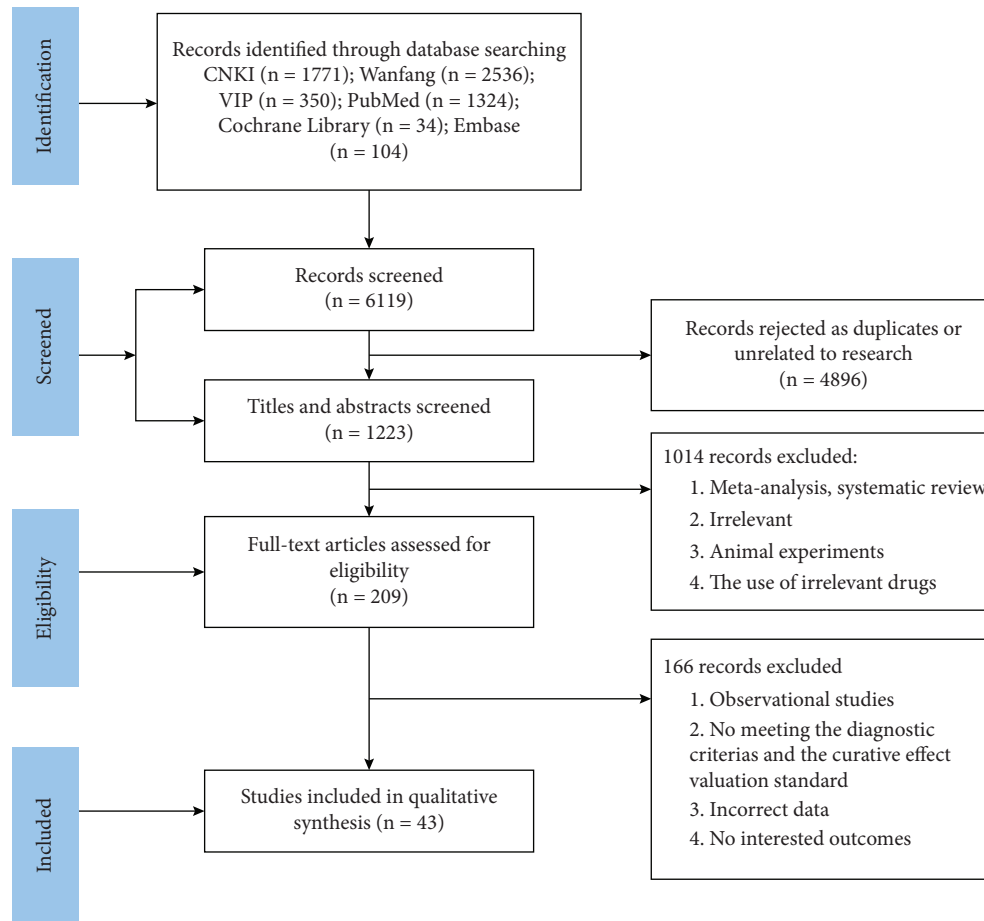 Identification
Records identified through database searching
CNKI (n = 1771); Wanfang (n = 2536);
VIP (n = 350); PubMed (n = 1324);
Cochrane Library (n = 34); Embase
(n = 104)
Screened
Records screened
(n = 6119)
Records rejected as duplicates or
unrelated to research
(n = 4896)
Titles and abstracts screened
(n = 1223)
1014 records excluded:
1. Meta-analysis, systematic review
2. Irrelevant
3. Animal experiments
4. The use of irrelevant drugs
Eligibility
Full-text articles assessed for
eligibility
(n = 209)
166 records excluded
1. Observational studies
2. No meeting the diagnostic
criterias and the curative effect
valuation standard
3. Incorrect data
4. No interested outcomes
Included
Studies included in qualitative
synthesis (n = 43)